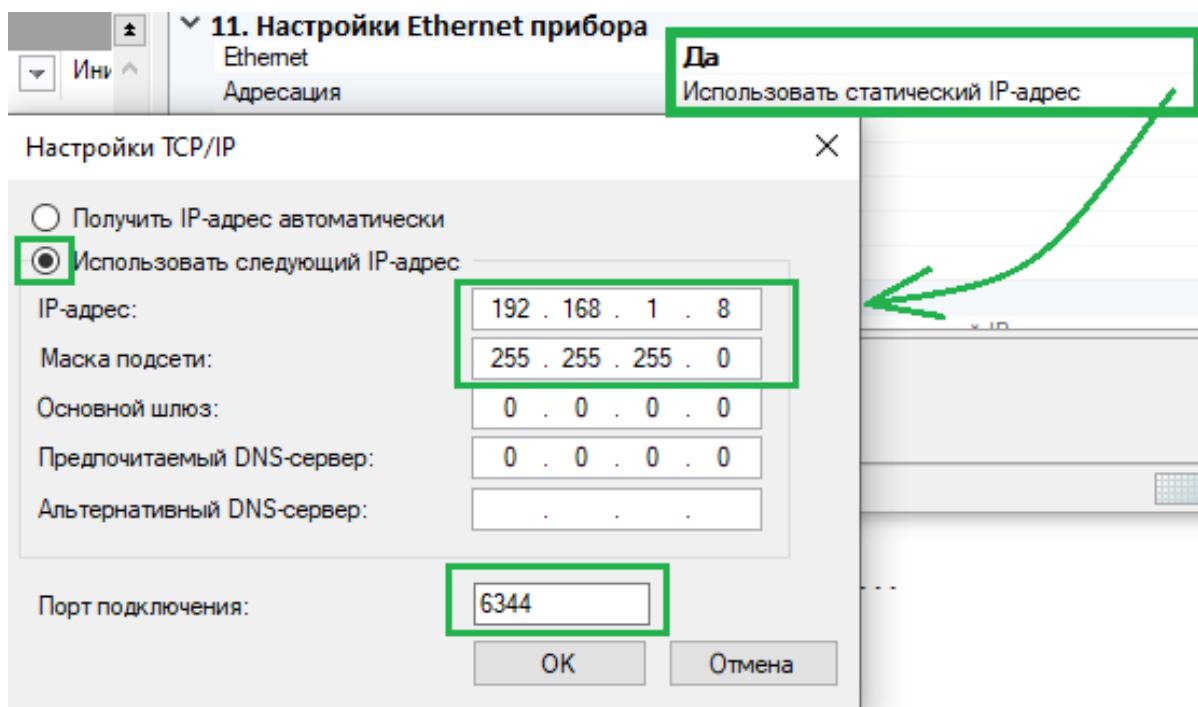 11. Настройки Ethernet прибора
Ethernet Да
Ини
Адресация Использовать статический IP-адрес
Настройки TCP/IP
Получить IP-адрес автоматически
Использовать следующий IP-адрес
IP-адрес: 192 . 168 . 1 . 8
Маска подсети: 255 . 255 . 255 . 0
Основной шлюз: 0 . 0 . 0 . 0
Предпочитаемый DNS-сервер: 0 . 0 . 0 . 0
Альтернативный DNS-сервер: . . .
Порт подключения: 6344
OK Отмена